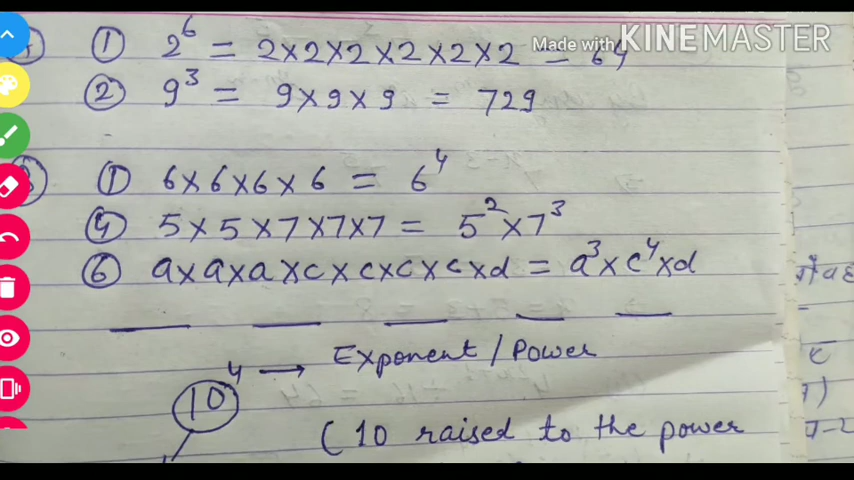 ① 2^6 = 2×2×2×2×2×2 = 64
Made with KINEMASTER
② 9^3 = 9×9×9 = 729
① 6×6×6×6 = 6^4
④ 5×5×7×7×7 = 5^2×7^3
⑥ a×a×a×c×c×c×c×d = a^3×c^4×d
10^4 → Exponent/Power
(10 raised to the power